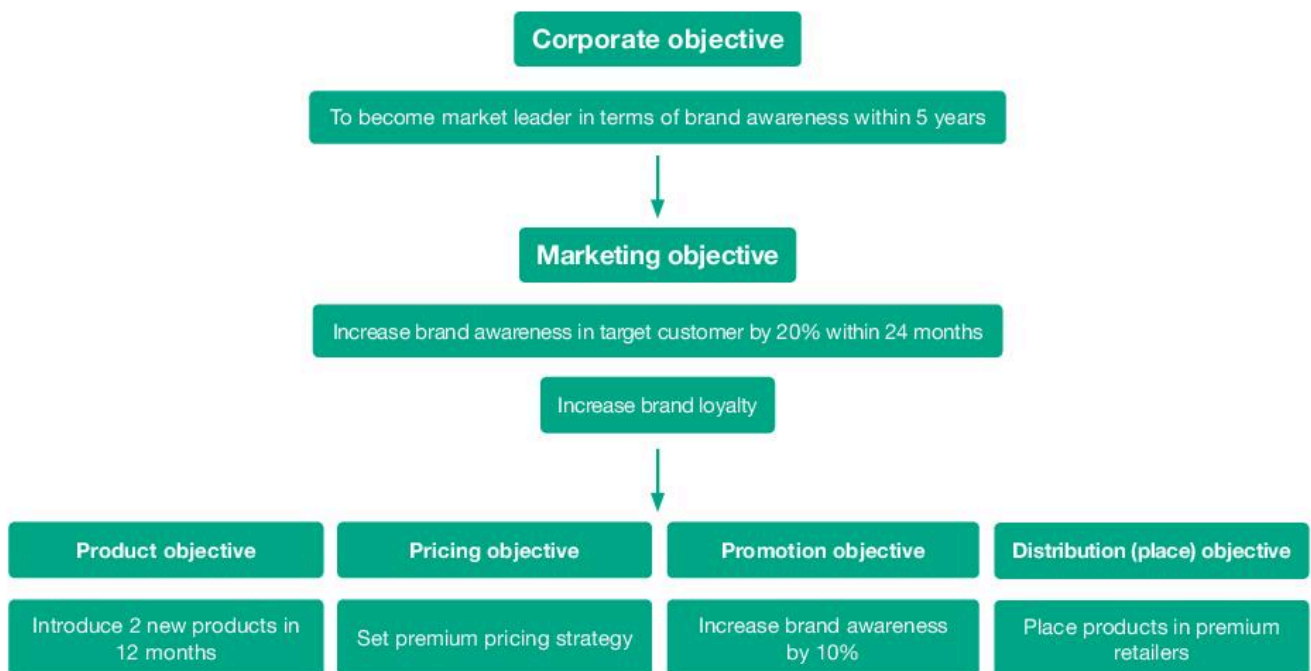 Corporate objective
To become market leader in terms of brand awareness within 5 years
Marketing objective
Increase brand awareness in target customer by 20% within 24 months
Increase brand loyalty
Product objective
Pricing objective
Promotion objective
Distribution (place) objective
Introduce 2 new products in
12 months
Set premium pricing strategy
Increase brand awareness
by 10%
Place products in premium
retailers